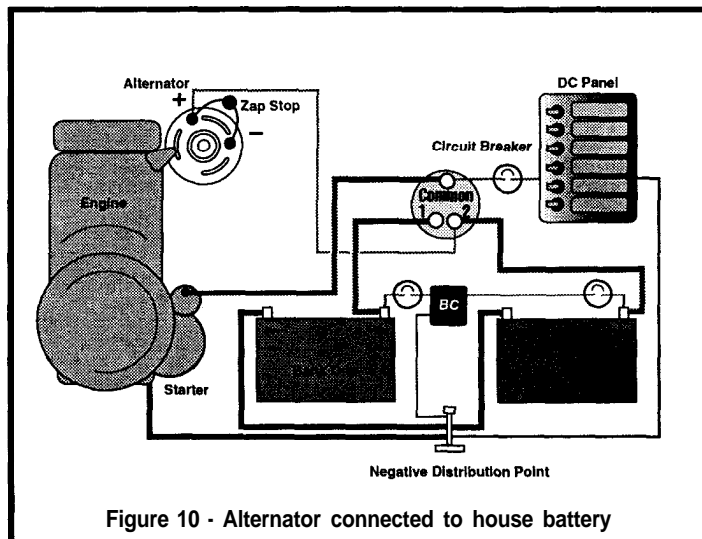 Alternator
+
Zap Stop
–
DC Panel
Circuit Breaker
Engine
Common
1 2
BC
Starter
Negative Distribution Point
Figure 10 - Alternator connected to house battery